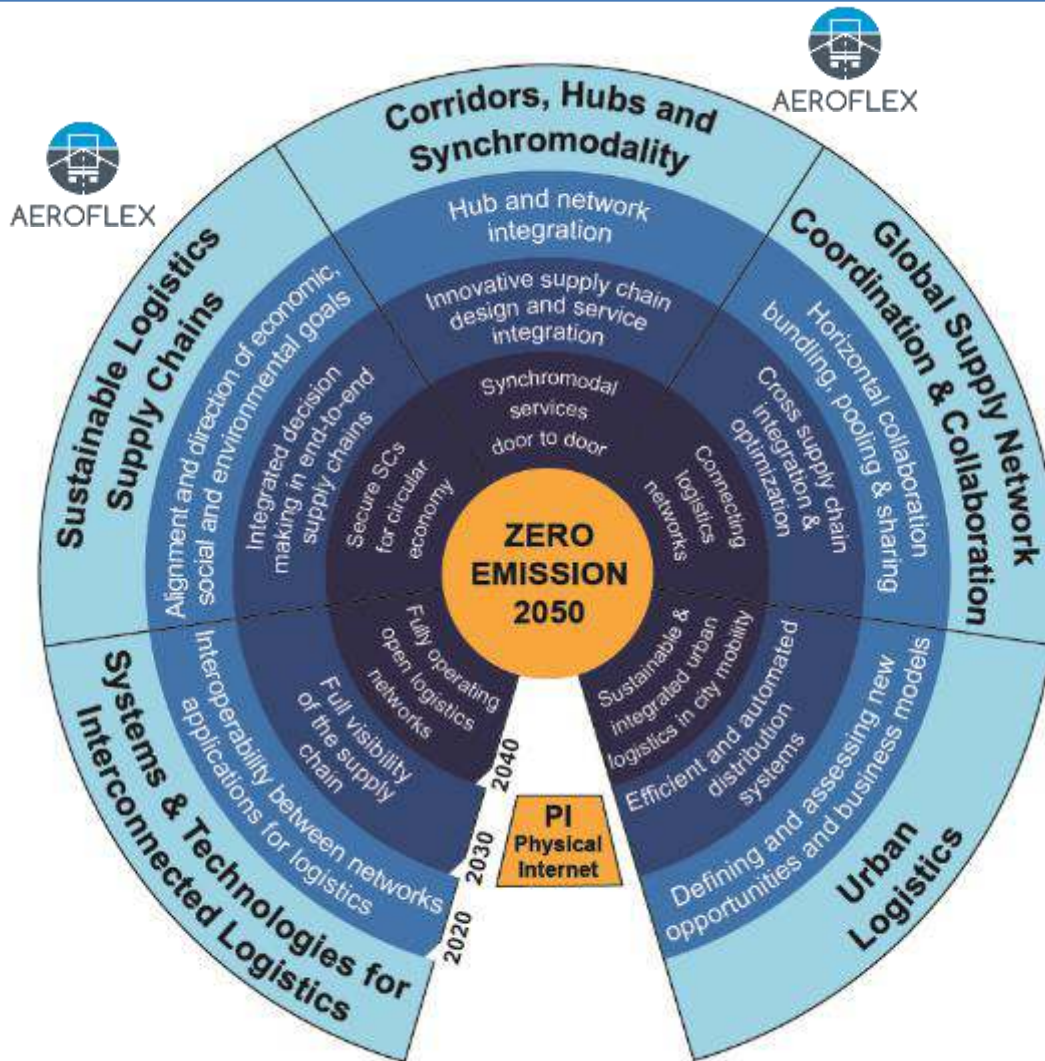 AEROFLEX
AEROFLEX
Corridors, Hubs and
Synchromodality
Hub and network
integration
Innovative supply chain
design and service
integration
Synchromodal
services
door to door
Global Supply Network
Coordination & Collaboration
Horizontal collaboration
bundling, pooling & sharing
Cross supply chain
integration &
optimization
Connecting
logistics
networks
Urban
Logistics
Defining and assessing new
opportunities and business models
Efficient and automated
distribution
systems
Sustainable &
integrated urban
logistics in city mobility
Sustainable Logistics
Supply Chains
Alignment and direction of economic,
social and environmental goals
Integrated decision
making in end-to-end
supply chains
Secure SCs
for circular
economy
Systems & Technologies for
Interconnected Logistics
Interoperability between networks
applications for logistics
Full visibility
of the supply
chain
Fully operating
open logistics
networks
ZERO
EMISSION
2050
2040
2030
2020
PI
Physical
Internet